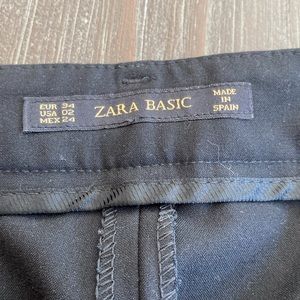 EUR 34
USA 02
MEX 24
ZARA BASIC
MADE
IN
SPAIN